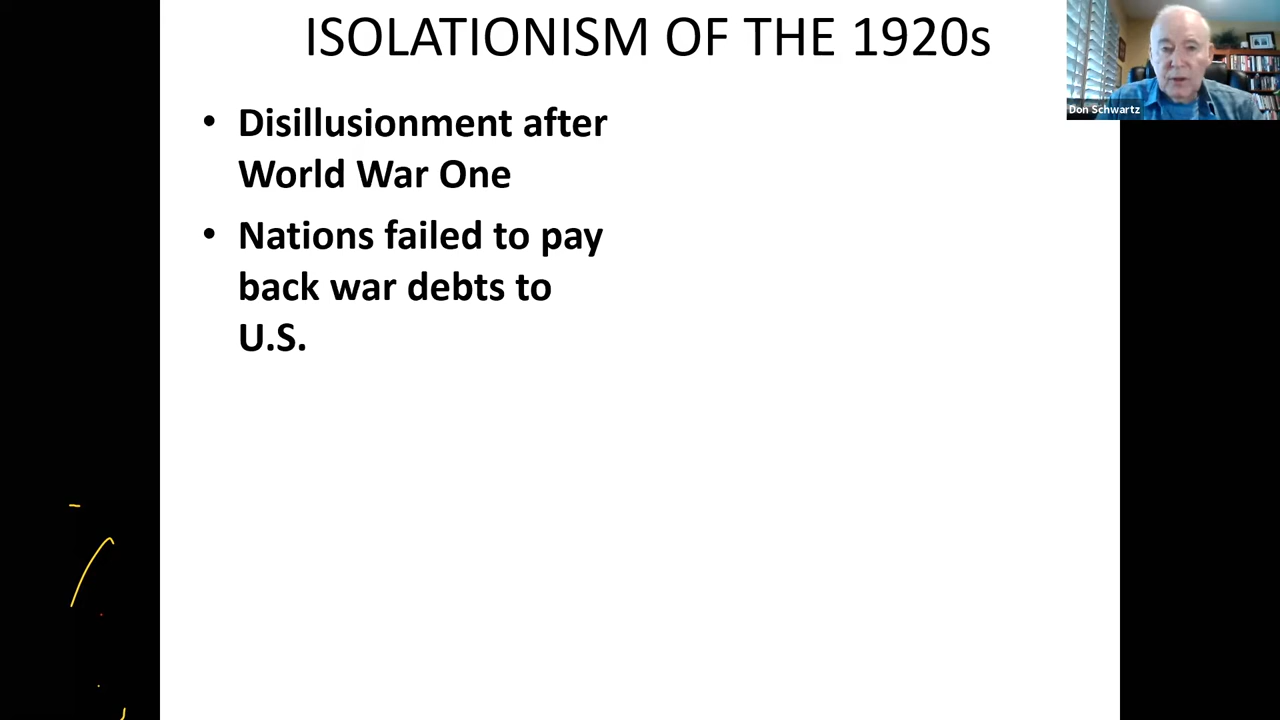 ISOLATIONISM OF THE 1920s
Don Schwartz
• Disillusionment after
World War One
• Nations failed to pay
back war debts to
U.S.